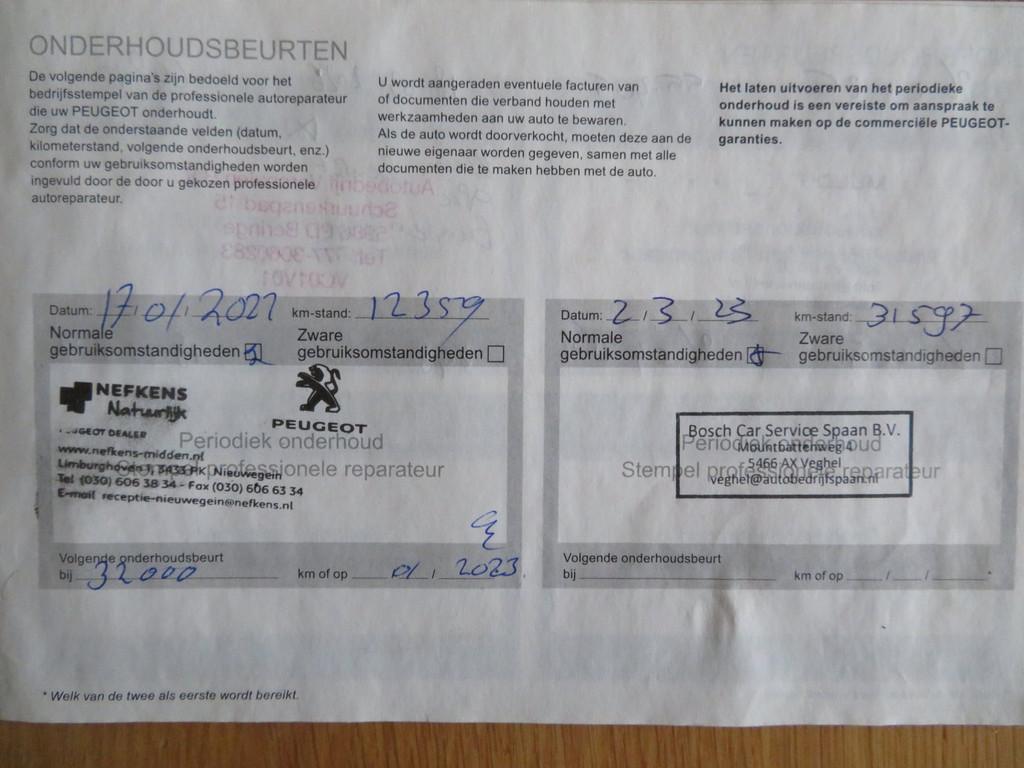 ONDERHOUDSBEURTEN
De volgende pagina's zijn bedoeld voor het
bedrijfsstempel van de professionele autoreparateur
die uw PEUGEOT onderhoudt.
Zorg dat de onderstaande velden (datum,
kilometerstand, volgende onderhoudsbeurt, enz.)
conform uw gebruiksomstandigheden worden
ingevuld door de door u gekozen professionele
autoreparateur.
U wordt aangeraden eventuele facturen van
of documenten die verband houden met
werkzaamheden aan uw auto te bewaren.
Als de auto wordt doorverkocht, moeten deze aan de
nieuwe eigenaar worden gegeven, samen met alle
documenten die te maken hebben met de auto.
Het laten uitvoeren van het periodieke
onderhoud is een vereiste om aanspraak te
kunnen maken op de commerciële PEUGEOT-
garanties.
Datum: 17/01/2022 km-stand: 12359
Normale
gebruiksomstandigheden
Zware
gebruiksomstandigheden
NEFKENS
Natuurlijk
PEUGEOT DEALER
PEUGEOT
Periodiek onderhoud
professionele reparateur
www.nefkens-midden.nl
Limburghaven 1, 3433 PK Nieuwegein
Tel (030) 606 38 34 - Fax (030) 606 63 34
E-mail receptie-nieuwegein@nefkens.nl
Volgende onderhoudsbeurt
bij 32000 km of op 01/2023
Datum: 2/3/23 km-stand: 31597
Normale
gebruiksomstandigheden
Zware
gebruiksomstandigheden
Periodiek onderhoud
Stempel professionele reparateur
Bosch Car Service Spaan B.V.
Mountbattenweg 4
5466 AX Veghel
veghel@autobedrijfspaan.nl
Volgende onderhoudsbeurt
bij km of op / /
* Welk van de twee als eerste wordt bereikt.